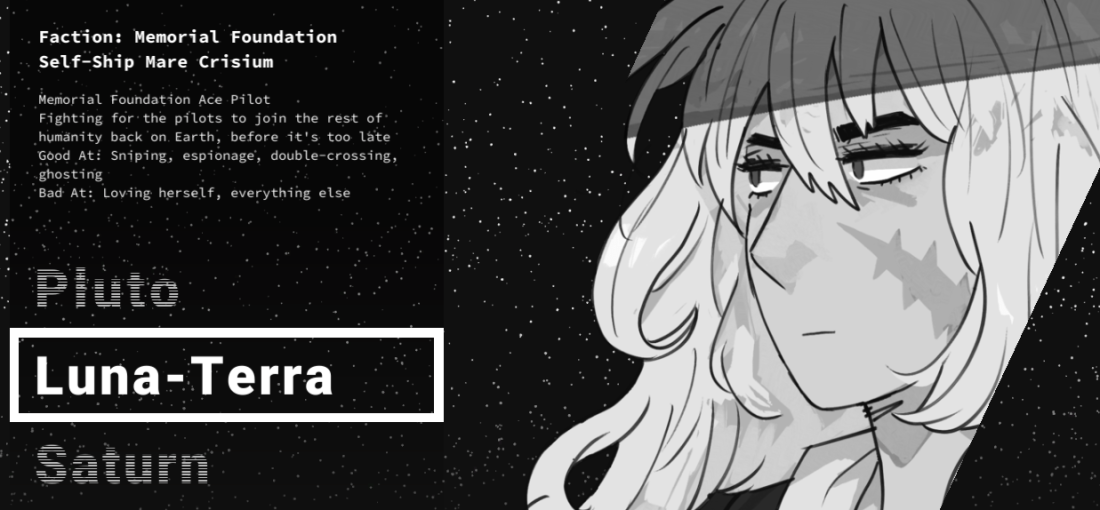 Faction: Memorial Foundation
Self-Ship Mare Crisium
Memorial Foundation Ace Pilot
Fighting for the pilots to join the rest of
humanity back on Earth, before it's too late
Good At: Sniping, espionage, double-crossing,
ghosting
Bad At: Loving herself, everything else
Pluto
Luna-Terra
Saturn